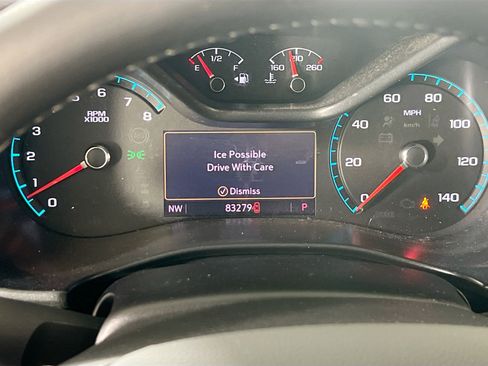 E 1/2 F
160 210 260
RPM
X1000
0 1 2 3 7 8
Ice Possible
Drive With Care
Dismiss
NW 83279 P
MPH
km/h
0 20 40 60 80 100 120 140